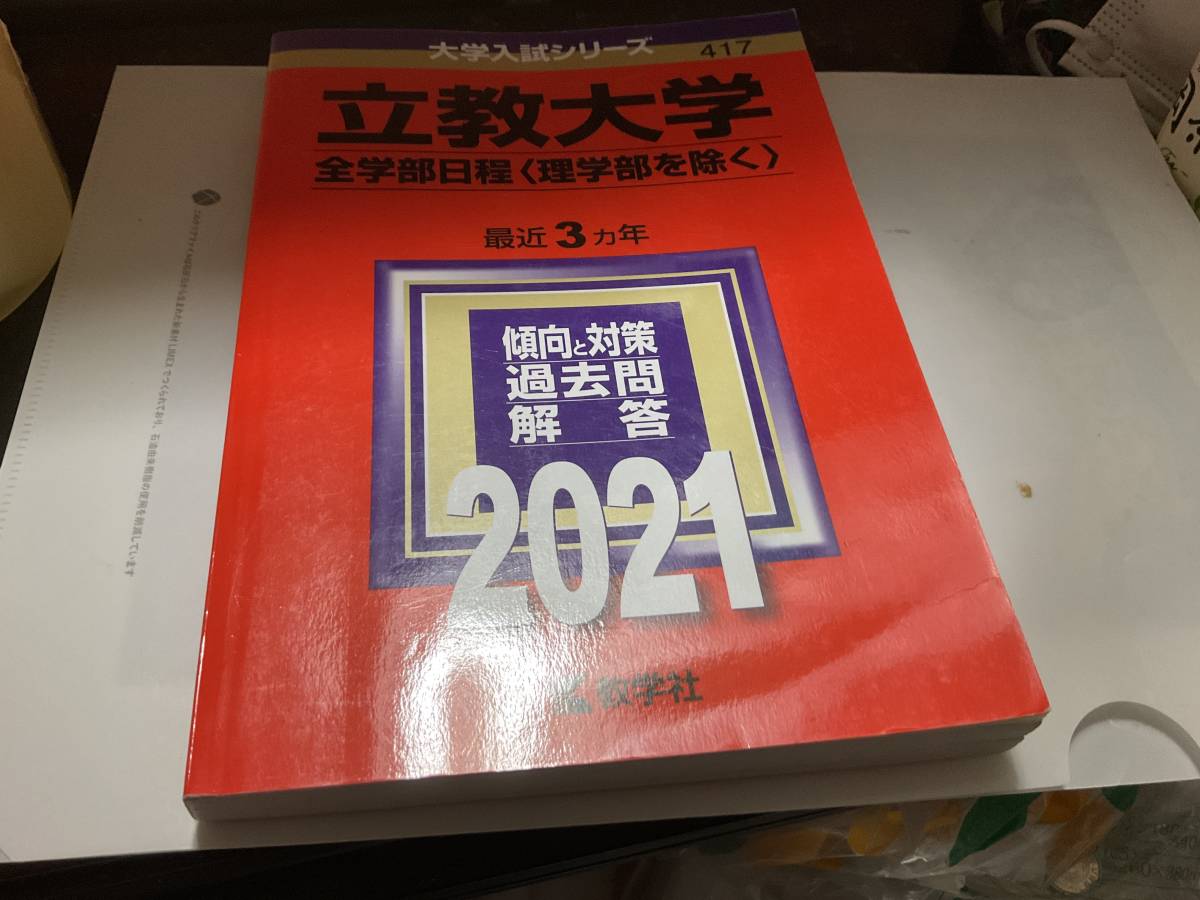 大学入試シリーズ 417
立教大学
全学部日程〈理学部を除く〉
最近3カ年
傾向と対策
過去問
解答
2021
教学社